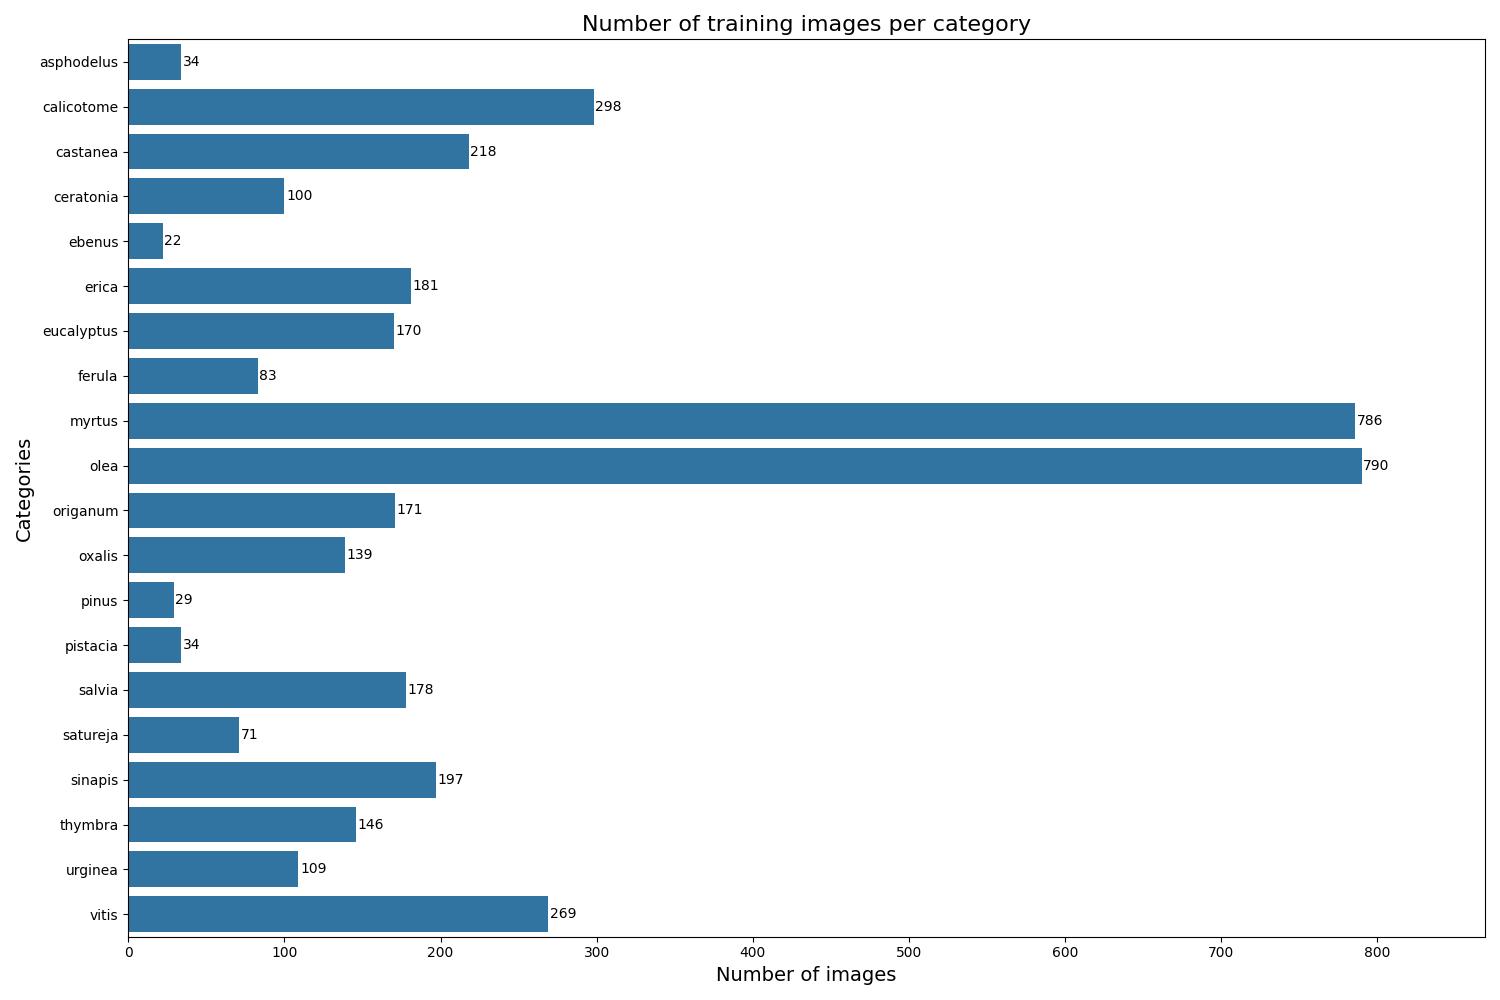 Number of training images per category
Categories
asphodelus 34
calicotome 298
castanea 218
ceratonia 100
ebenus 22
erica 181
eucalyptus 170
ferula 83
myrtus 786
olea 790
origanum 171
oxalis 139
pinus 29
pistacia 34
salvia 178
satureja 71
sinapis 197
thymbra 146
urginea 109
vitis 269
0 100 200 300 400 500 600 700 800
Number of images